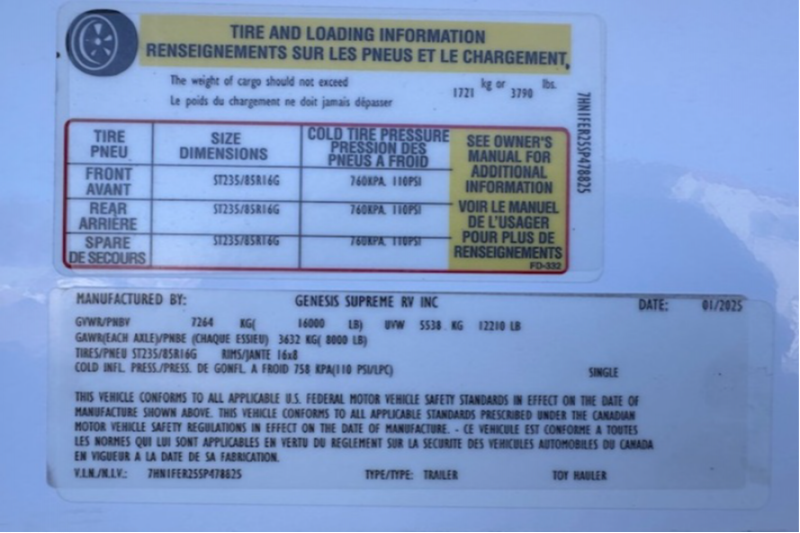 TIRE AND LOADING INFORMATION
RENSEIGNEMENTS SUR LES PNEUS ET LE CHARGEMENT
The weight of cargo should not exceed 1721 kg or 3790 lbs.
Le poids du chargement ne doit jamais dépasser
TIRE PNEU SIZE DIMENSIONS COLD TIRE PRESSURE PRESSION DES PNEUS A FROID
FRONT AVANT ST235/85R16G 760KPA. 110PSI
REAR ARRIÈRE ST235/85R16G 760KPA. 110PSI
SPARE DE SECOURS ST235/85R16G 760KPA. 110PSI
SEE OWNER'S
MANUAL FOR
ADDITIONAL
INFORMATION
VOIR LE MANUEL
DE L'USAGER
POUR PLUS DE
RENSEIGNEMENTS
FD-332
MANUFACTURED BY: GENESIS SUPREME RV INC DATE: 01/2025
GVWR/PNBV 7264 KG( 16000 LB) UVW 5538 KG 12210 LB
GAWR(EACH AXLE)/PNBE (CHAQUE ESSIEU) 3632 KG( 8000 LB)
TIRES/PNEU ST235/85R16G RIMS/JANTE 16x8
COLD INFL. PRESS./PRESS. DE GONFL. A FROID 758 KPA(110 PSI/LPC) SINGLE
THIS VEHICLE CONFORMS TO ALL APPLICABLE U.S. FEDERAL MOTOR VEHICLE SAFETY STANDARDS IN EFFECT ON THE DATE OF
MANUFACTURE SHOWN ABOVE. THIS VEHICLE CONFORMS TO ALL APPLICABLE STANDARDS PRESCRIBED UNDER THE CANADIAN
MOTOR VEHICLE SAFETY REGULATIONS IN EFFECT ON THE DATE OF MANUFACTURE. - CE VEHICULE EST CONFORME A TOUTES
LES NORMES QUI LUI SONT APPLICABLES EN VERTU DU REGLEMENT SUR LA SECURITE DES VEHICULES AUTOMOBILES DU CANADA
EN VIGUEUR A LA DATE DE SA FABRICATION.
V.I.N./N.I.V.: TYPE/TYPE: TRAILER TOY HAULER